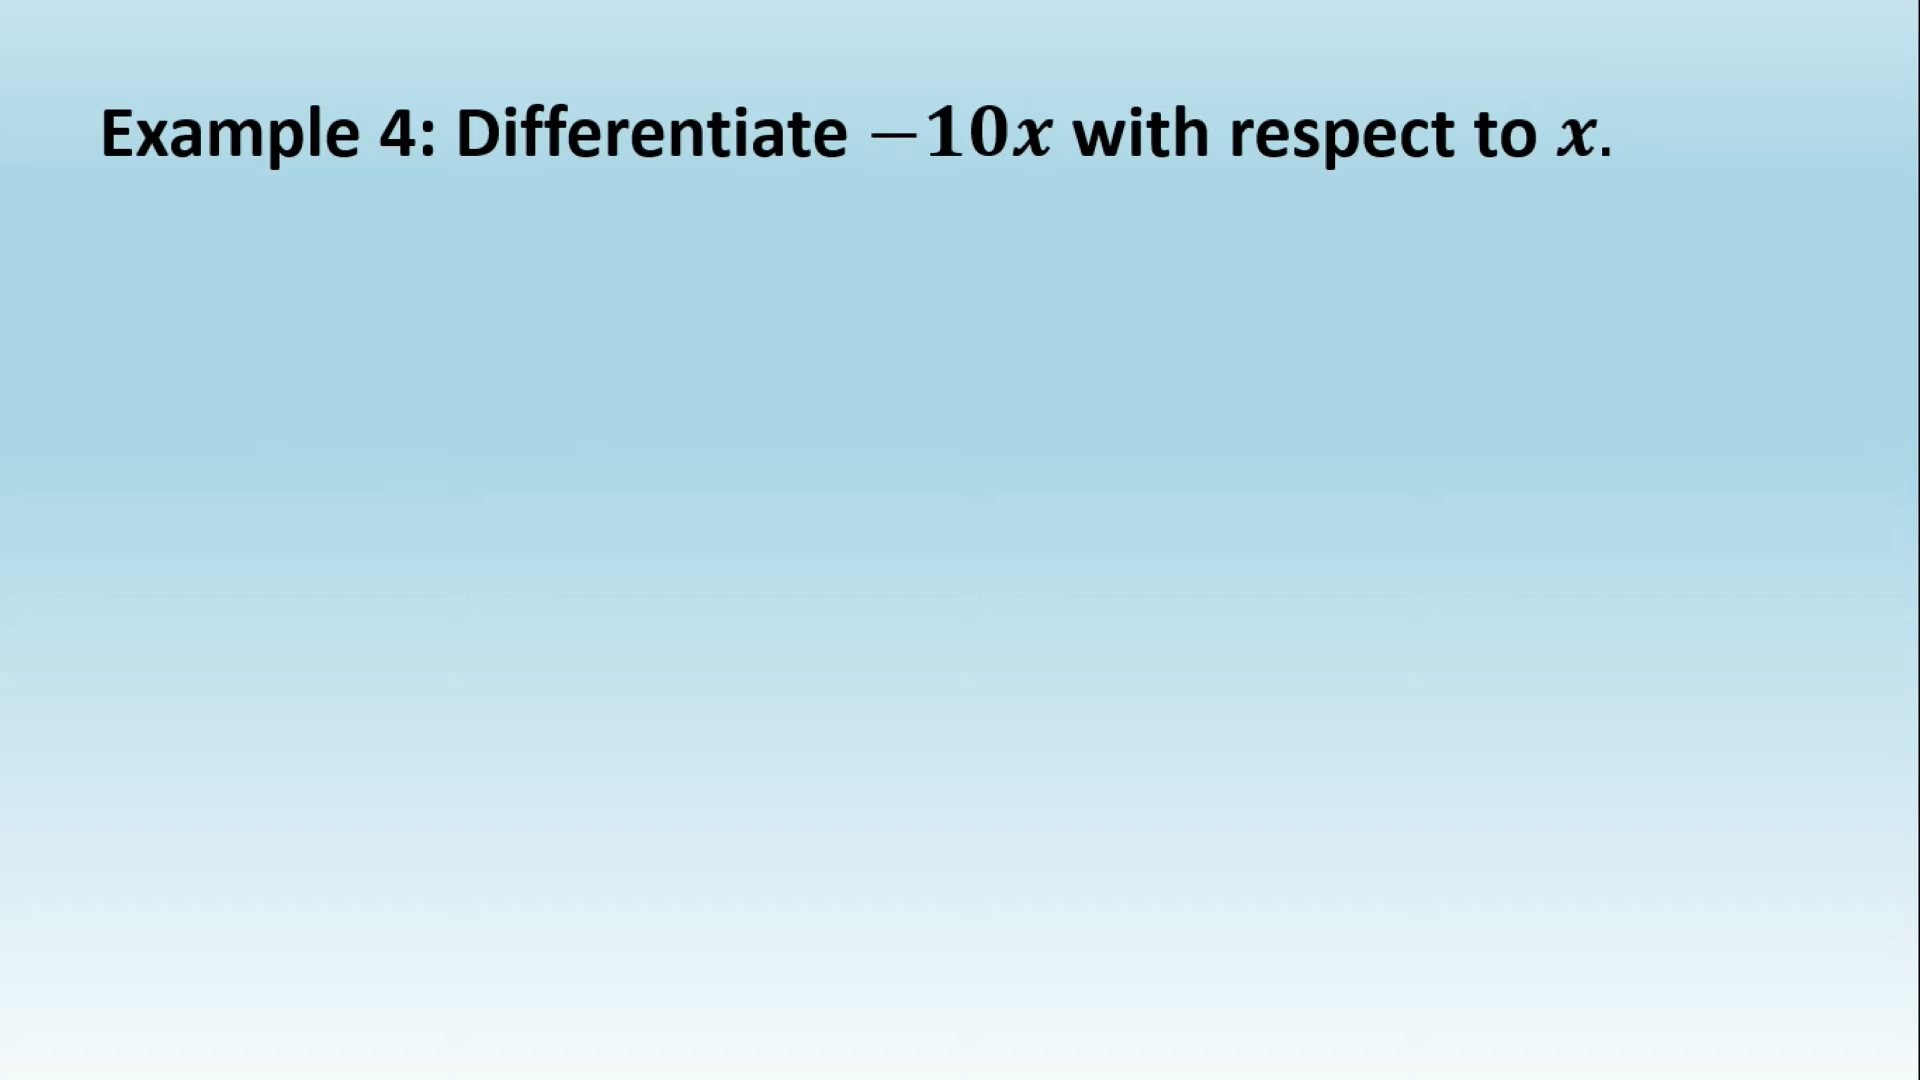 Example 4: Differentiate −10x with respect to x.